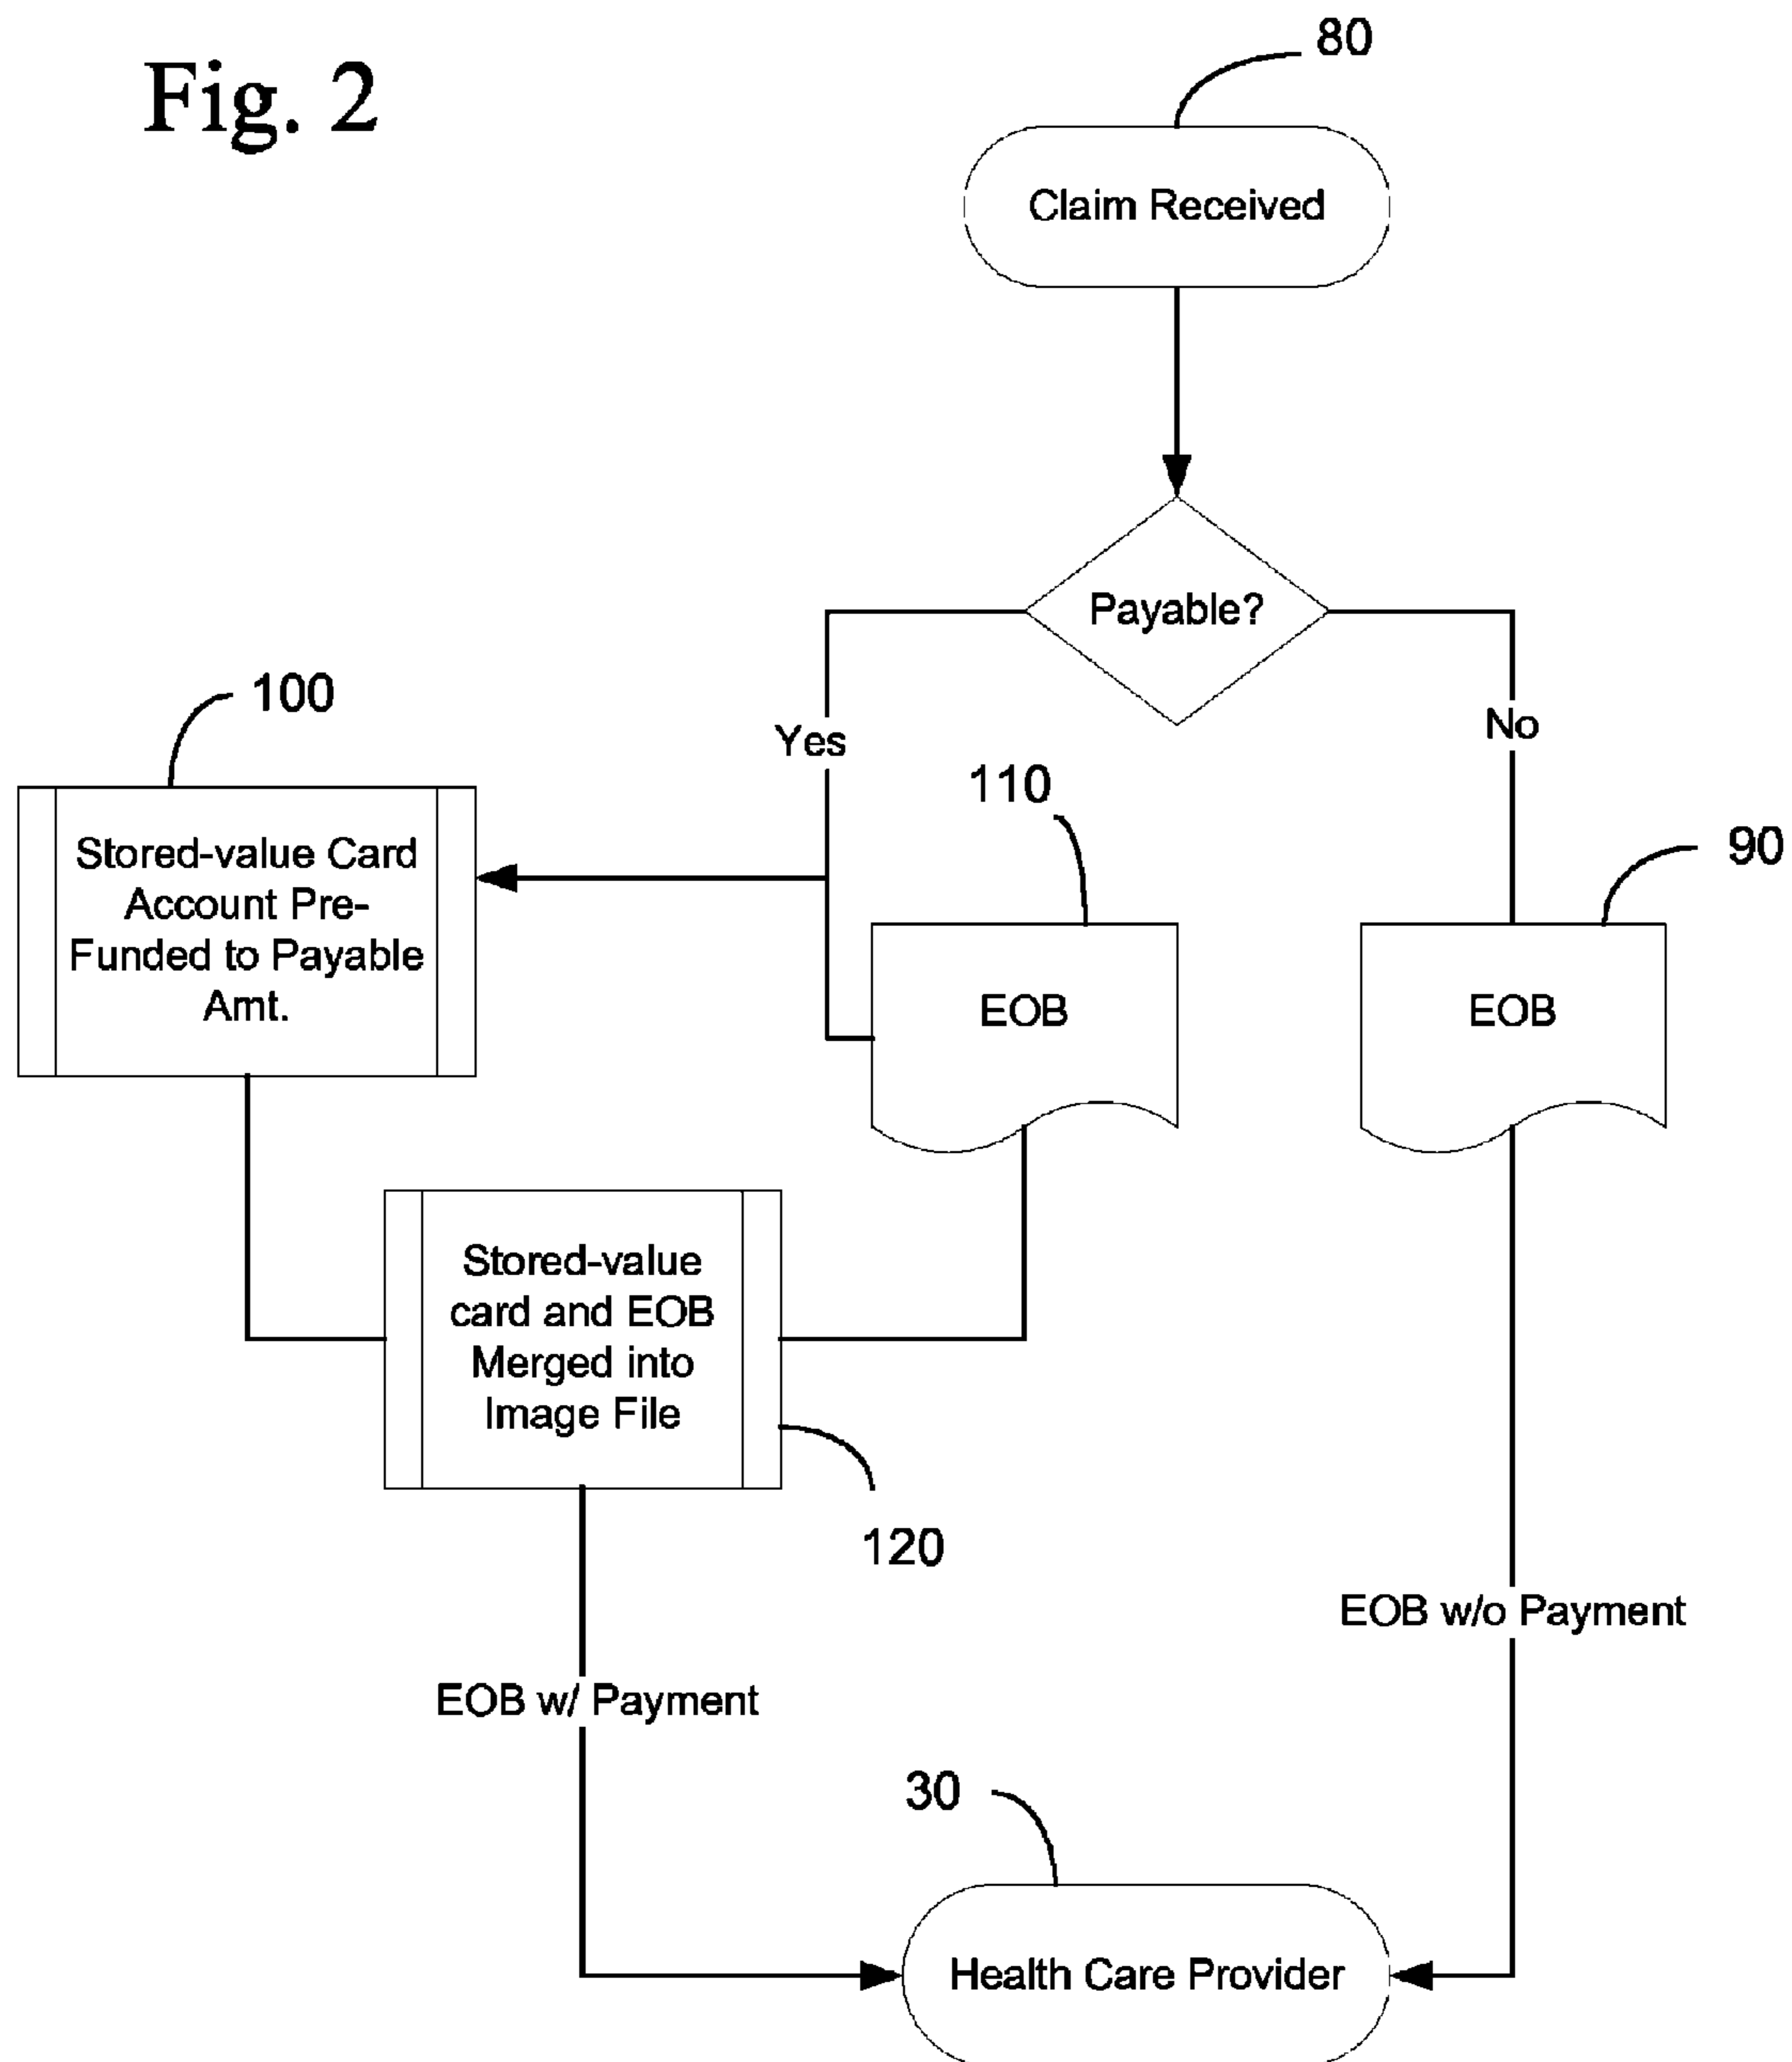 Fig. 2
80
Claim Received
Payable?
Yes
No
100
110
90
Stored-value Card
Account Pre-
Funded to Payable
Amt.
EOB
EOB
Stored-value
card and EOB
Merged into
Image File
120
EOB w/o Payment
EOB w/ Payment
30
Health Care Provider